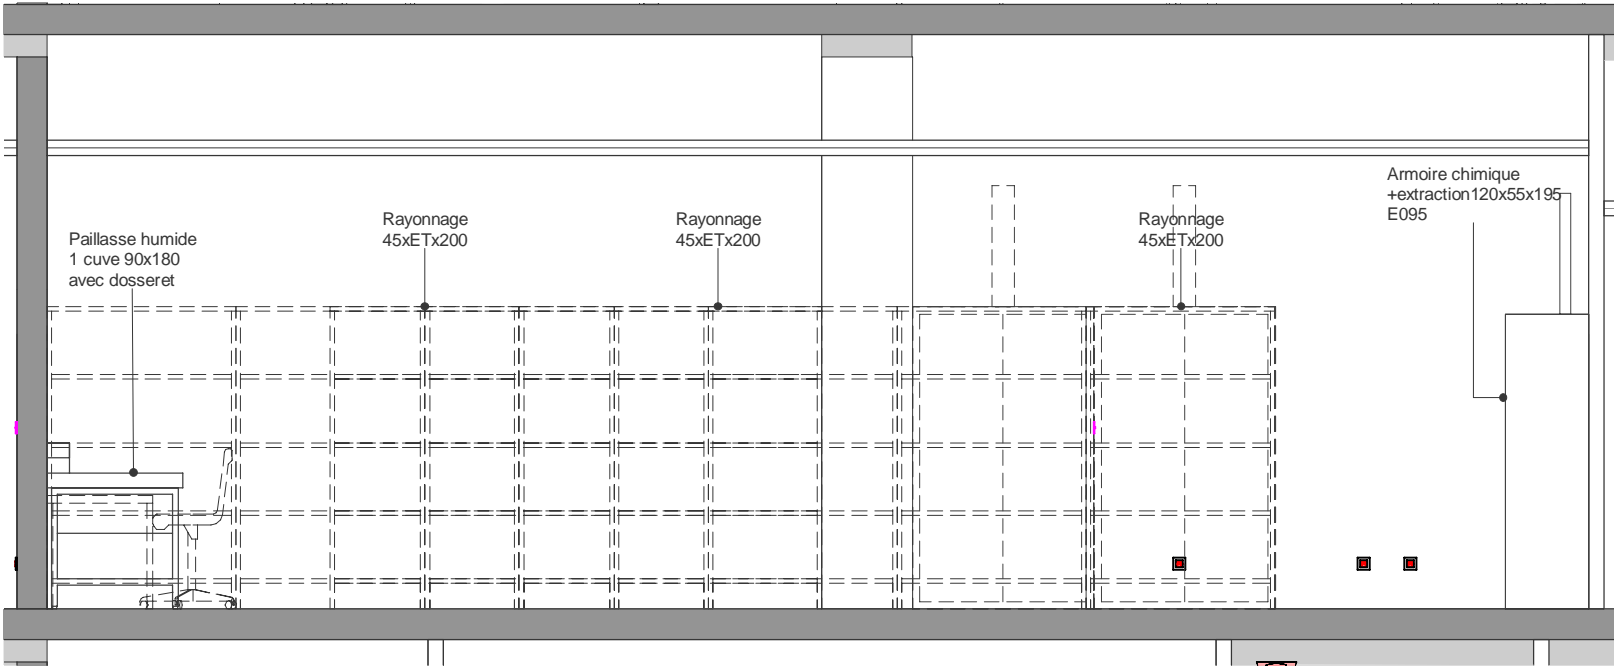 Paillasse humide
1 cuve 90x180
avec dosseret
Rayonnage
45xETx200
Rayonnage
45xETx200
Rayonnage
45xETx200
Armoire chimique
+extraction120x55x195
E095